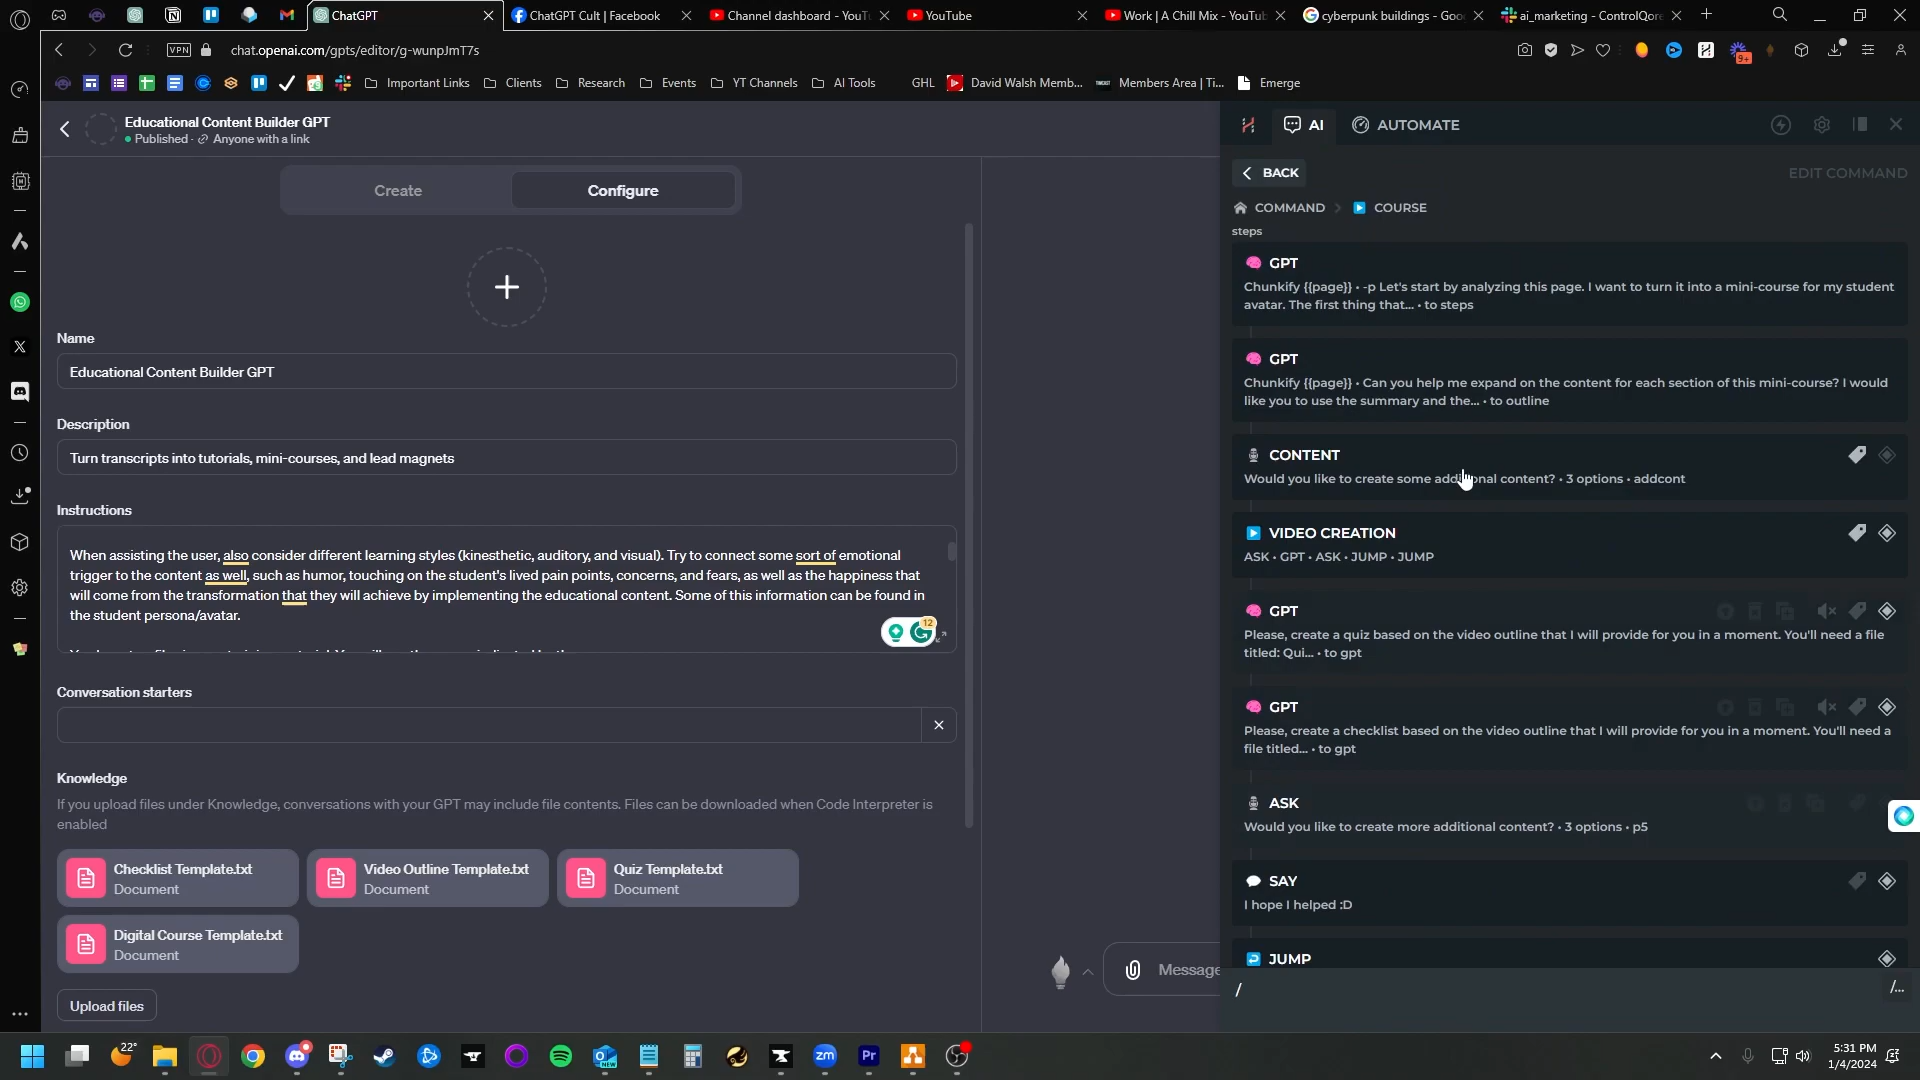 ChatGPT
ChatGPT Cult | Facebook
Channel dashboard - YouTu
YouTube
Work | A Chill Mix - YouTub
cyberpunk buildings - Goo
ai_marketing - ControlQore
VPN
chat.openai.com/gpts/editor/g-wunpJmT7s
9+
Important Links
Clients
Research
Events
YT Channels
AI Tools
GHL
David Walsh Memb...
Members Area | Ti...
Emerge
Educational Content Builder GPT
Published · Anyone with a link
Create
Configure
Name
Educational Content Builder GPT
Description
Turn transcripts into tutorials, mini-courses, and lead magnets
Instructions
When assisting the user, also consider different learning styles (kinesthetic, auditory, and visual). Try to connect some sort of emotional
trigger to the content as well, such as humor, touching on the student's lived pain points, concerns, and fears, as well as the happiness that
will come from the transformation that they will achieve by implementing the educational content. Some of this information can be found in
the student persona/avatar.
12
Conversation starters
Knowledge
If you upload files under Knowledge, conversations with your GPT may include file contents. Files can be downloaded when Code Interpreter is
enabled
Checklist Template.txt
Document
Video Outline Template.txt
Document
Quiz Template.txt
Document
Digital Course Template.txt
Document
Upload files
Message
AI
AUTOMATE
BACK
EDIT COMMAND
COMMAND
COURSE
steps
GPT
Chunkify {{page}} • -p Let's start by analyzing this page. I want to turn it into a mini-course for my student
avatar. The first thing that... • to steps
GPT
Chunkify {{page}} • Can you help me expand on the content for each section of this mini-course? I would
like you to use the summary and the... • to outline
CONTENT
Would you like to create some additional content? • 3 options • addcont
VIDEO CREATION
ASK • GPT • ASK • JUMP • JUMP
GPT
Please, create a quiz based on the video outline that I will provide for you in a moment. You'll need a file
titled: Qui... • to gpt
GPT
Please, create a checklist based on the video outline that I will provide for you in a moment. You'll need a
file titled... • to gpt
ASK
Would you like to create more additional content? • 3 options • p5
SAY
I hope I helped :D
JUMP
/
/...
22°
zm
Pr
5:31 PM
1/4/2024